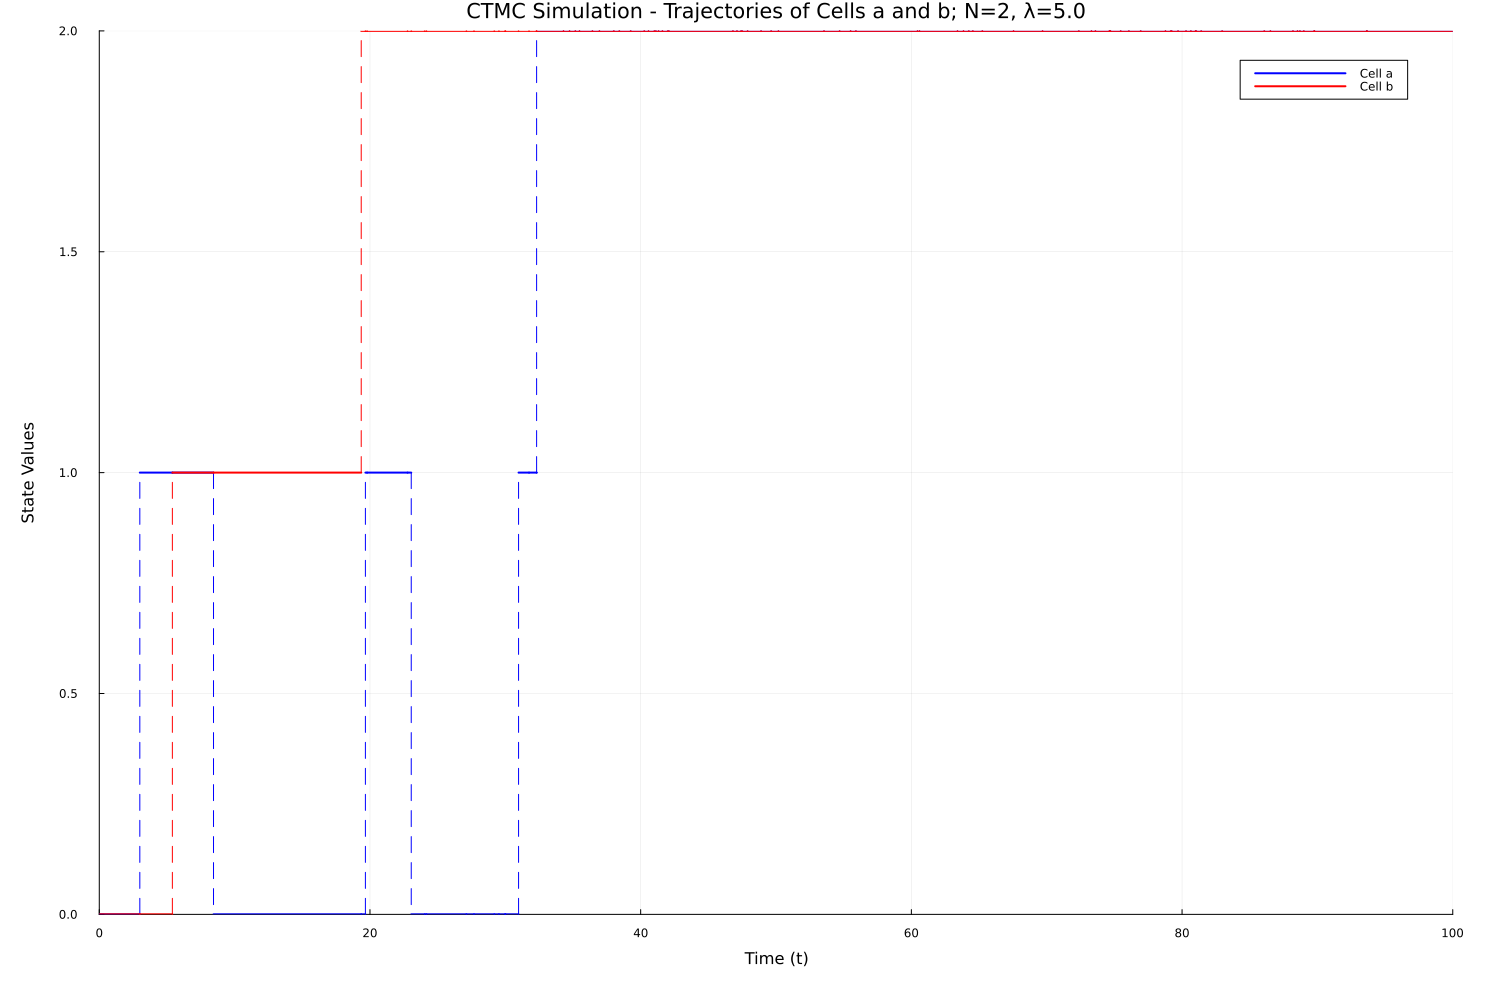 CTMC Simulation - Trajectories of Cells a and b; N=2, λ=5.0
2.0
Cell a
Cell b
1.5
1.0
State Values
0.5
0.0
0 20 40 60 80 100
Time (t)